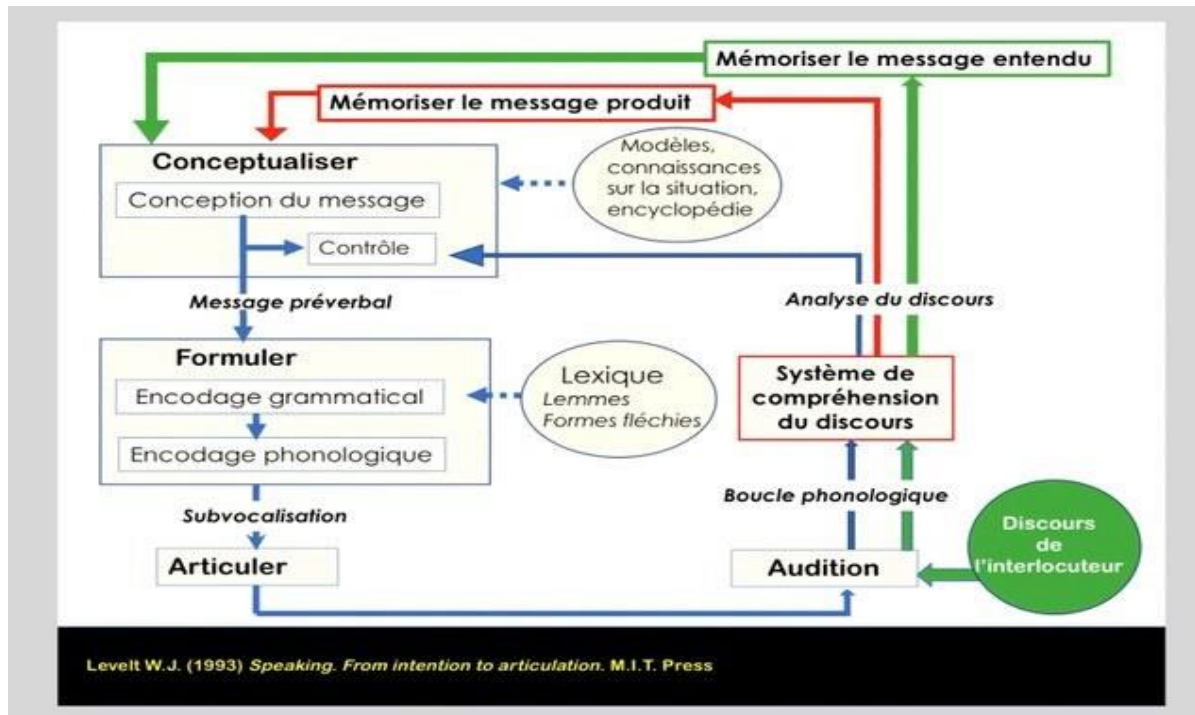 Mémoriser le message entendu
Mémoriser le message produit
Conceptualiser
Conception du message
Contrôle
Modèles,
connaissances
sur la situation,
encyclopédie
Message préverbal
Analyse du discours
Formuler
Encodage grammatical
Encodage phonologique
Lexique
Lemmes
Formes fléchies
Système de
compréhension
du discours
Subvocalisation
Boucle phonologique
Articuler
Audition
Discours
de
l'interlocuteur
Levelt W.J. (1993) Speaking. From intention to articulation. M.I.T. Press